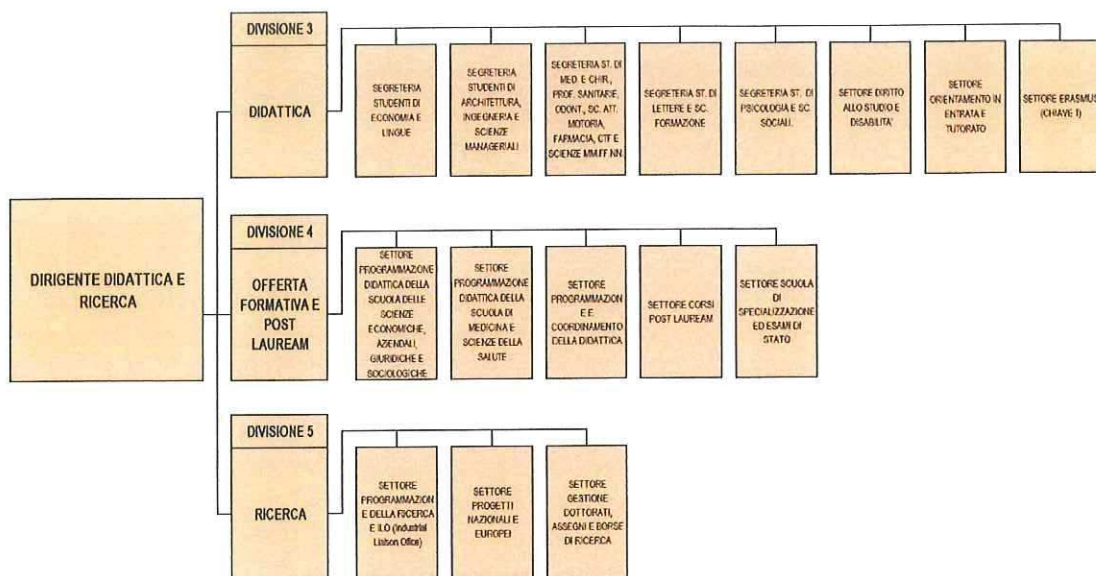 DIRIGENTE DIDATTICA E
RICERCA
DIVISIONE 3
DIDATTICA
SEGRETERIA
STUDENTI DI
ECONOMIA E
LINGUE
SEGRETERIA
STUDENTI DI
ARCHITETTURA,
INGEGNERIA E
SCIENZE
MANAGERIALI
SEGRETERIA ST. DI
MED. E CHIR.,
PROF. SANITARIE,
ODONT., SC. ATT.
MOTORIA,
FARMACIA, CTF E
SCIENZE MM.FF.NN.
SEGRETERIA ST. DI
LETTERE E SC.
FORMAZIONE
SEGRETERIA ST. DI
PSICOLOGIA E SC.
SOCIALI.
SETTORE DIRITTO
ALLO STUDIO E
DISABILITA'
SETTORE
ORIENTAMENTO IN
ENTRATA E
TUTORATO
SETTORE ERASMUS
(CHIAVE 1)
DIVISIONE 4
OFFERTA
FORMATIVA E
POST
LAUREAM
SETTORE
PROGRAMMAZIONE
DIDATTICA DELLA
SCUOLA DELLE
SCIENZE
ECONOMICHE,
AZIENDALI,
GIURIDICHE E
SOCIOLOGICHE
SETTORE
PROGRAMMAZIONE
DIDATTICA DELLA
SCUOLA DI
MEDICINA E
SCIENZE DELLA
SALUTE
SETTORE
PROGRAMMAZION
E E
COORDINAMENTO
DELLA DIDATTICA
SETTORE CORSI
POST LAUREAM
SETTORE SCUOLA
DI
SPECIALIZZAZIONE
ED ESAMI DI
STATO
DIVISIONE 5
RICERCA
SETTORE
PROGRAMMAZION
E DELLA RICERCA
E ILO (Industrial
Liaison Office)
SETTORE
PROGETTI
NAZIONALI E
EUROPEI
SETTORE
GESTIONE
DOTTORATI,
ASSEGNI E BORSE
DI RICERCA